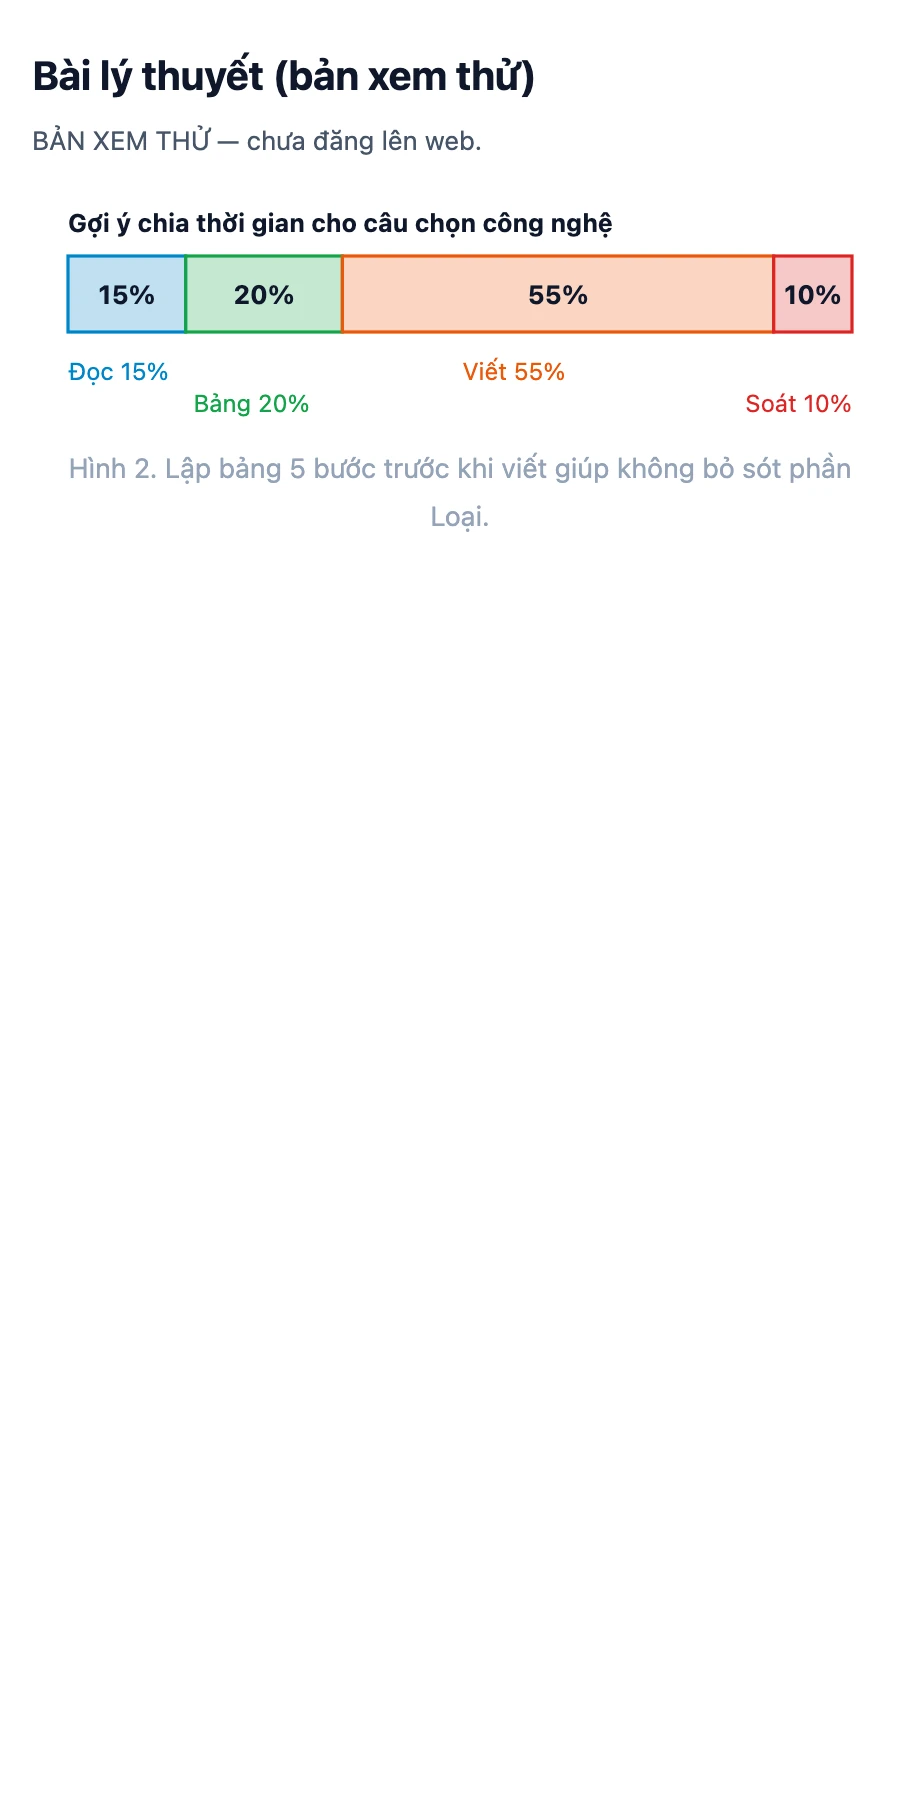 Bài lý thuyết (bản xem thử)
BẢN XEM THỬ — chưa đăng lên web.
Gợi ý chia thời gian cho câu chọn công nghệ
15% 20% 55% 10%
Đọc 15% Viết 55%
Bảng 20% Soát 10%
Hình 2. Lập bảng 5 bước trước khi viết giúp không bỏ sót phần
Loại.